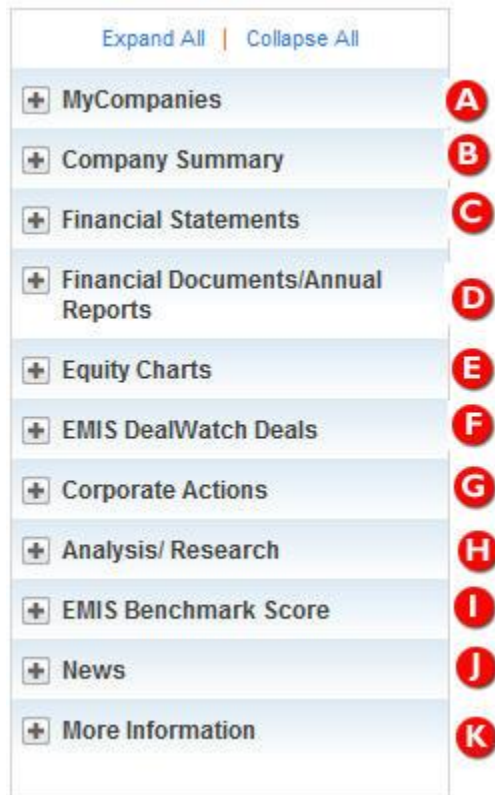 Expand All | Collapse All
MyCompanies A
Company Summary B
Financial Statements C
Financial Documents/Annual
Reports D
Equity Charts E
EMIS DealWatch Deals F
Corporate Actions G
Analysis/ Research H
EMIS Benchmark Score I
News J
More Information K